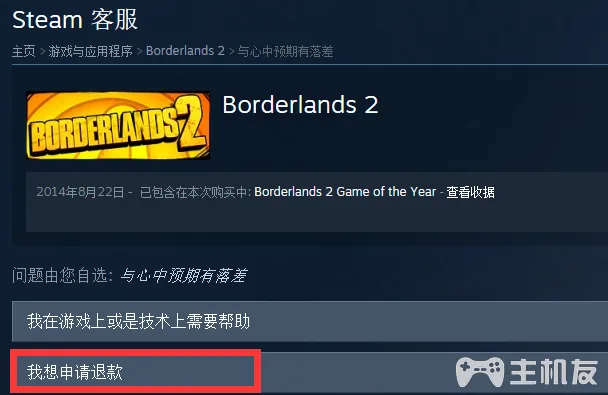 Steam 客服
主页 > 游戏与应用程序 > Borderlands 2 > 与心中预期有落差
BORDERLANDS 2
Borderlands 2
2014年8月22日 - 已包含在本次购买中: Borderlands 2 Game of the Year - 查看收据
问题由您自选: 与心中预期有落差
我在游戏上或是技术上需要帮助
我想申请退款
主机友